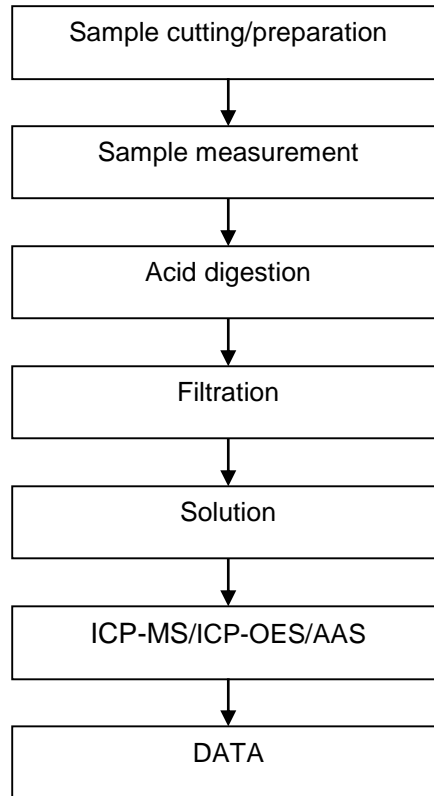 Sample cutting/preparation
Sample measurement
Acid digestion
Filtration
Solution
ICP-MS/ICP-OES/AAS
DATA